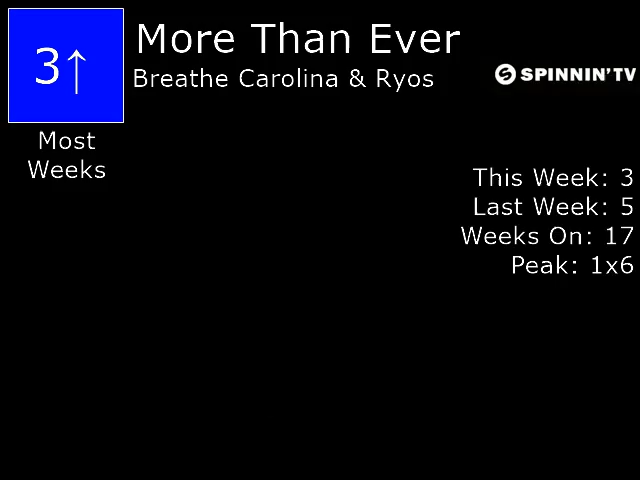 3↑
More Than Ever
Breathe Carolina & Ryos
SPINNIN'TV
Most
Weeks
This Week: 3
Last Week: 5
Weeks On: 17
Peak: 1x6